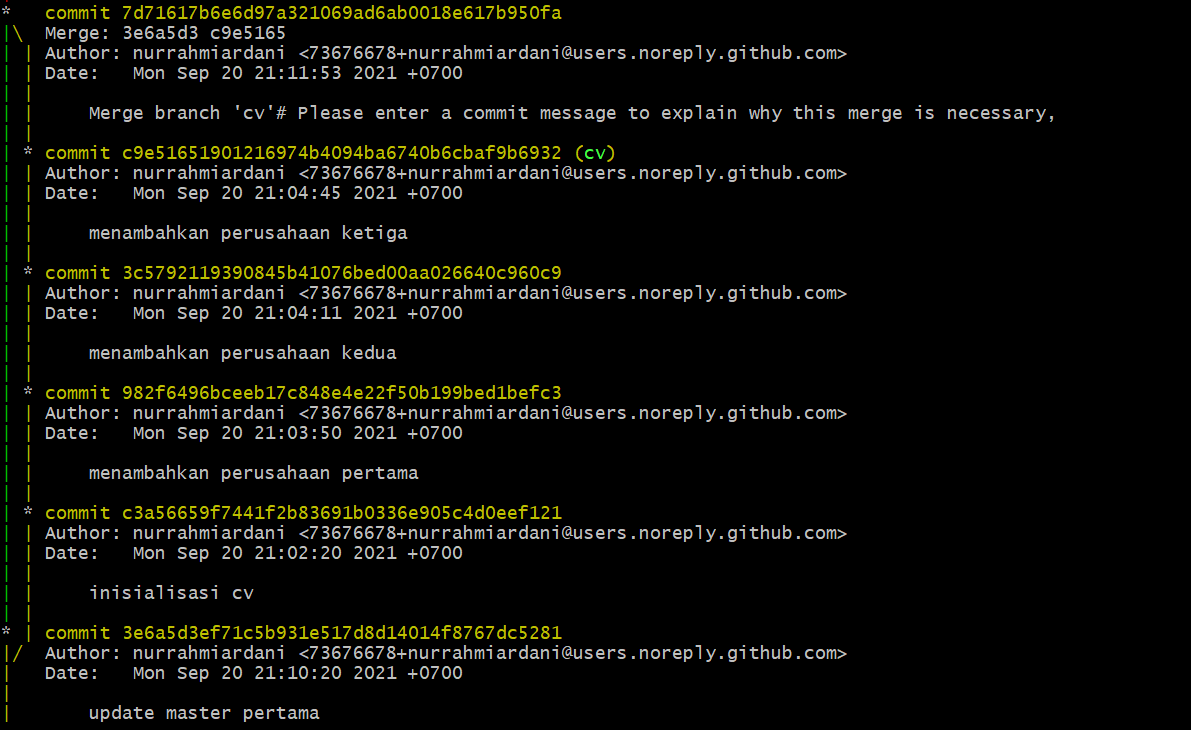 *   commit 7d71617b6e6d97a321069ad6ab0018e617b950fa
|\  Merge: 3e6a5d3 c9e5165
| | Author: nurrahmiardani <73676678+nurrahmiardani@users.noreply.github.com>
| | Date:   Mon Sep 20 21:11:53 2021 +0700
| |
| |     Merge branch 'cv'# Please enter a commit message to explain why this merge is necessary,
| |
| * commit c9e51651901216974b4094ba6740b6cbaf9b6932 (cv)
| | Author: nurrahmiardani <73676678+nurrahmiardani@users.noreply.github.com>
| | Date:   Mon Sep 20 21:04:45 2021 +0700
| |
| |     menambahkan perusahaan ketiga
| |
| * commit 3c5792119390845b41076bed00aa026640c960c9
| | Author: nurrahmiardani <73676678+nurrahmiardani@users.noreply.github.com>
| | Date:   Mon Sep 20 21:04:11 2021 +0700
| |
| |     menambahkan perusahaan kedua
| |
| * commit 982f6496bceeb17c848e4e22f50b199bed1befc3
| | Author: nurrahmiardani <73676678+nurrahmiardani@users.noreply.github.com>
| | Date:   Mon Sep 20 21:03:50 2021 +0700
| |
| |     menambahkan perusahaan pertama
| |
| * commit c3a56659f7441f2b83691b0336e905c4d0eef121
| | Author: nurrahmiardani <73676678+nurrahmiardani@users.noreply.github.com>
| | Date:   Mon Sep 20 21:02:20 2021 +0700
| |
| |     inisialisasi cv
| |
* | commit 3e6a5d3ef71c5b931e517d8d14014f8767dc5281
|/  Author: nurrahmiardani <73676678+nurrahmiardani@users.noreply.github.com>
|   Date:   Mon Sep 20 21:10:20 2021 +0700
|
|       update master pertama